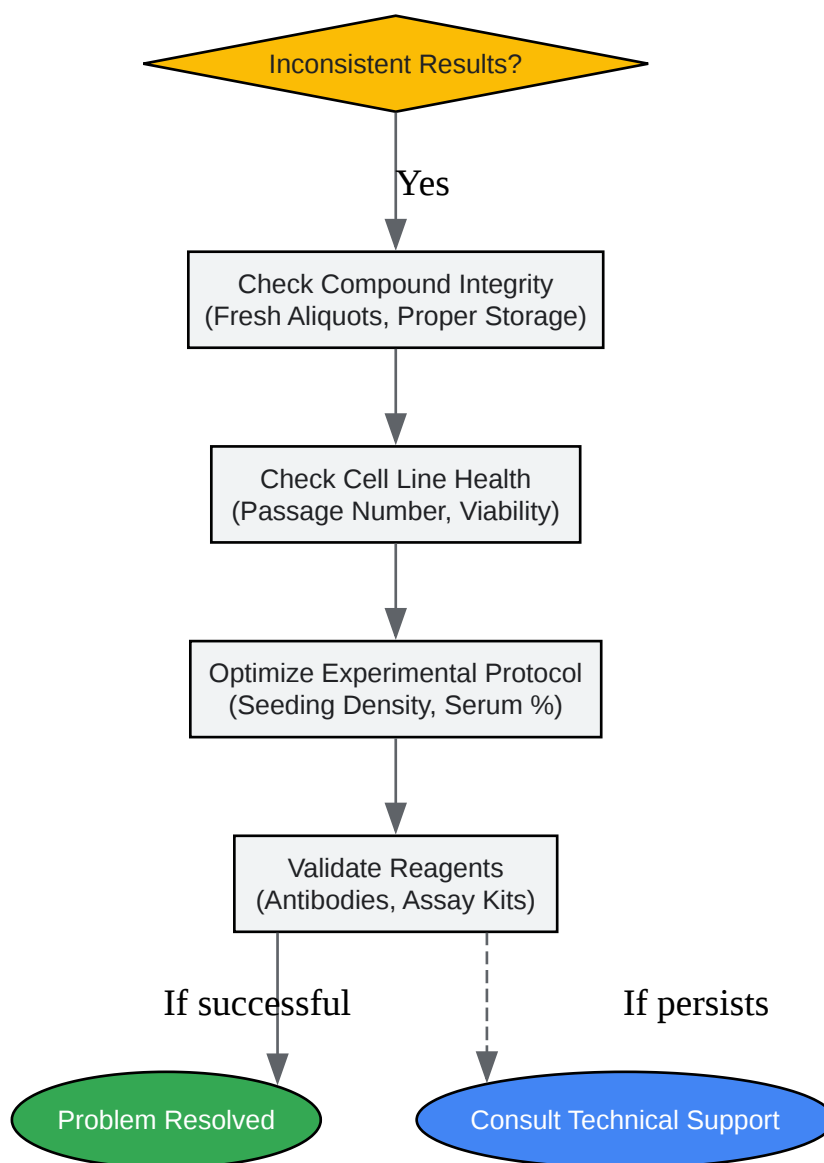 Inconsistent Results?
Yes
Check Compound Integrity
(Fresh Aliquots, Proper Storage)
Check Cell Line Health
(Passage Number, Viability)
Optimize Experimental Protocol
(Seeding Density, Serum %)
Validate Reagents
(Antibodies, Assay Kits)
If successful
If persists
Problem Resolved
Consult Technical Support